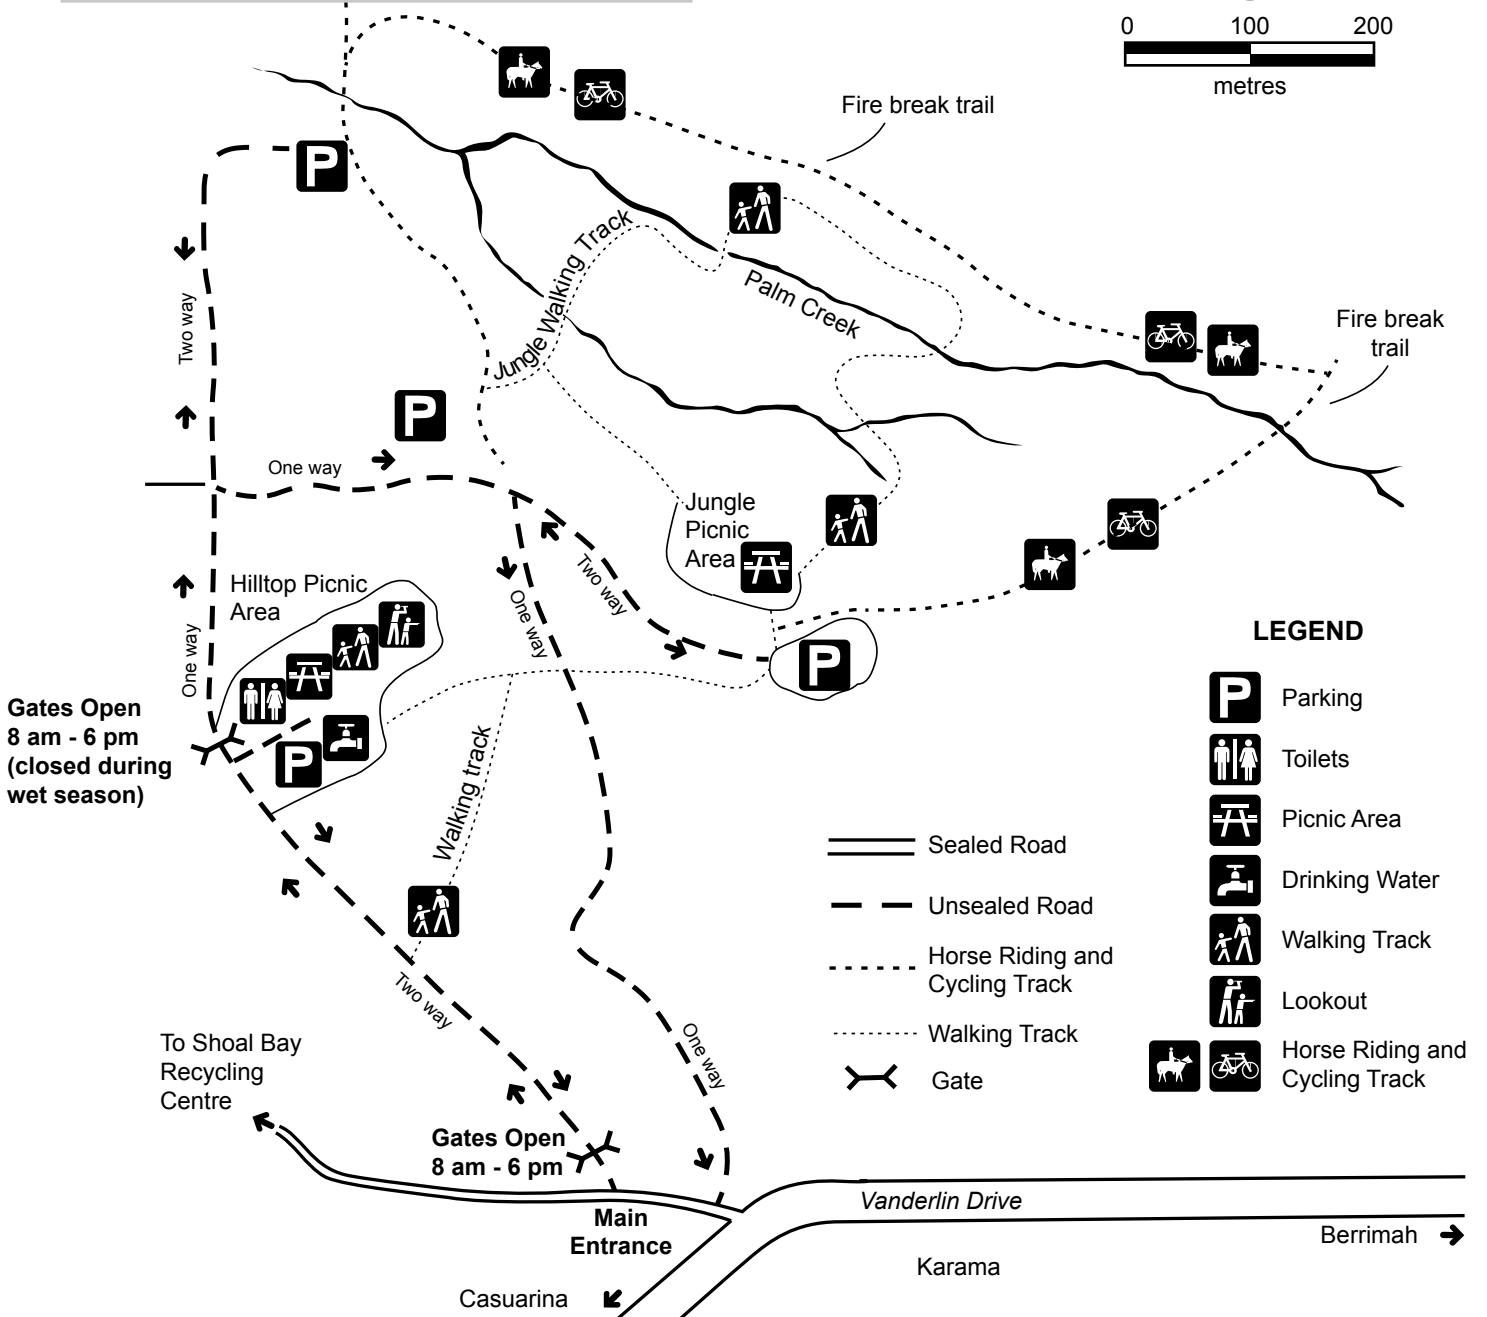 0 100 200
metres
Fire break trail
P
Jungle Walking Track
Palm Creek
Two way
Fire break
trail
P
One way
Jungle
Picnic
Area
Two way
One way
Hilltop Picnic
Area
One way
P
P
Gates Open
8 am - 6 pm
(closed during
wet season)
Walking track
Two way
One way
LEGEND
P Parking
Toilets
Picnic Area
Drinking Water
Walking Track
Lookout
Horse Riding and
Cycling Track
Sealed Road
Unsealed Road
Horse Riding and
Cycling Track
Walking Track
Gate
To Shoal Bay
Recycling
Centre
Gates Open
8 am - 6 pm
Main
Entrance
Vanderlin Drive
Berrimah
Karama
Casuarina